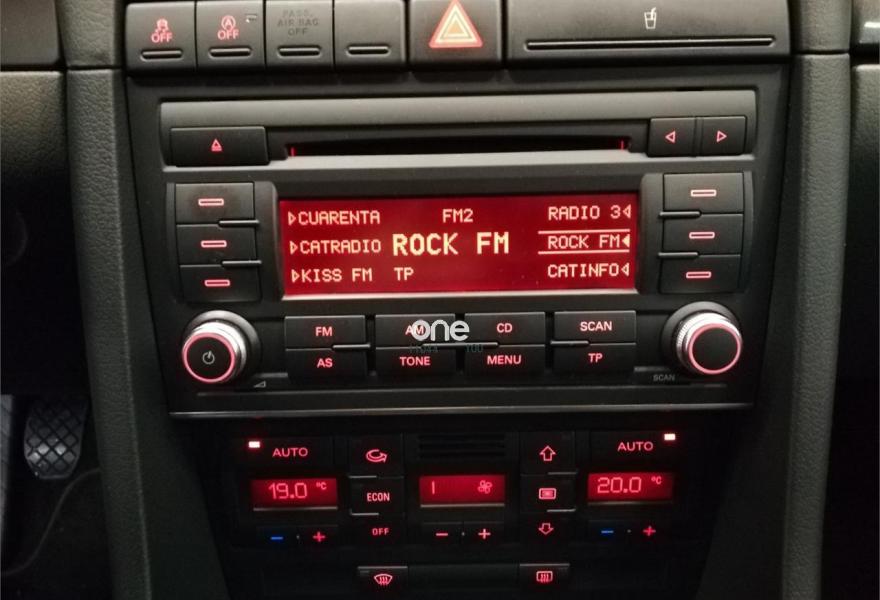 OFF
A OFF
PASS. AIR BAG OFF
CUARENTA FM2 RADIO 3
CATRADIO ROCK FM ROCK FM
KISS FM TP CATINFO
FM AM CD SCAN
one
AS TONE MENU TP
SCAN
AUTO AUTO
19.0 °C ECON 20.0 °C
OFF